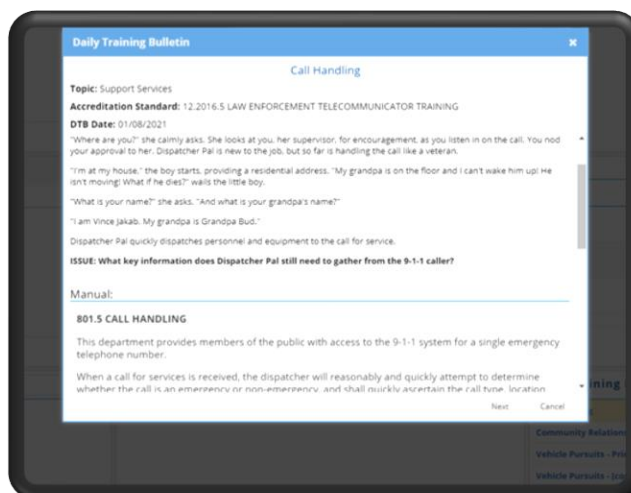 Daily Training Bulletin
Call Handling
Topic: Support Services
Accreditation Standard: 12.2016.5 LAW ENFORCEMENT TELECOMMUNICATOR TRAINING
DTB Date: 01/08/2021
"Where are you?" she calmly asks. She looks at you, her supervisor, for encouragement, as you listen in on the call. You nod
your approval to her. Dispatcher Pal is new to the job, but so far is handling the call like a veteran.
"I'm at my house," the boy starts, providing a residential address. "My grandpa is on the floor and I can't wake him up! He
isn't moving! What if he dies?" wails the little boy.
"What is your name?" she asks. "And what is your grandpa's name?"
"I am Vince Jakab. My grandpa is Grandpa Bud."
Dispatcher Pal quickly dispatches personnel and equipment to the call for service.
ISSUE: What key information does Dispatcher Pal still need to gather from the 9-1-1 caller?
Manual:
801.5 CALL HANDLING
This department provides members of the public with access to the 9-1-1 system for a single emergency
telephone number.
When a call for services is received, the dispatcher will reasonably and quickly attempt to determine
whether the call is an emergency or non-emergency, and shall quickly ascertain the call type, location
Next Cancel
ining
Community Relation
Vehicle Pursuits - Pri
Vehicle Pursuits -